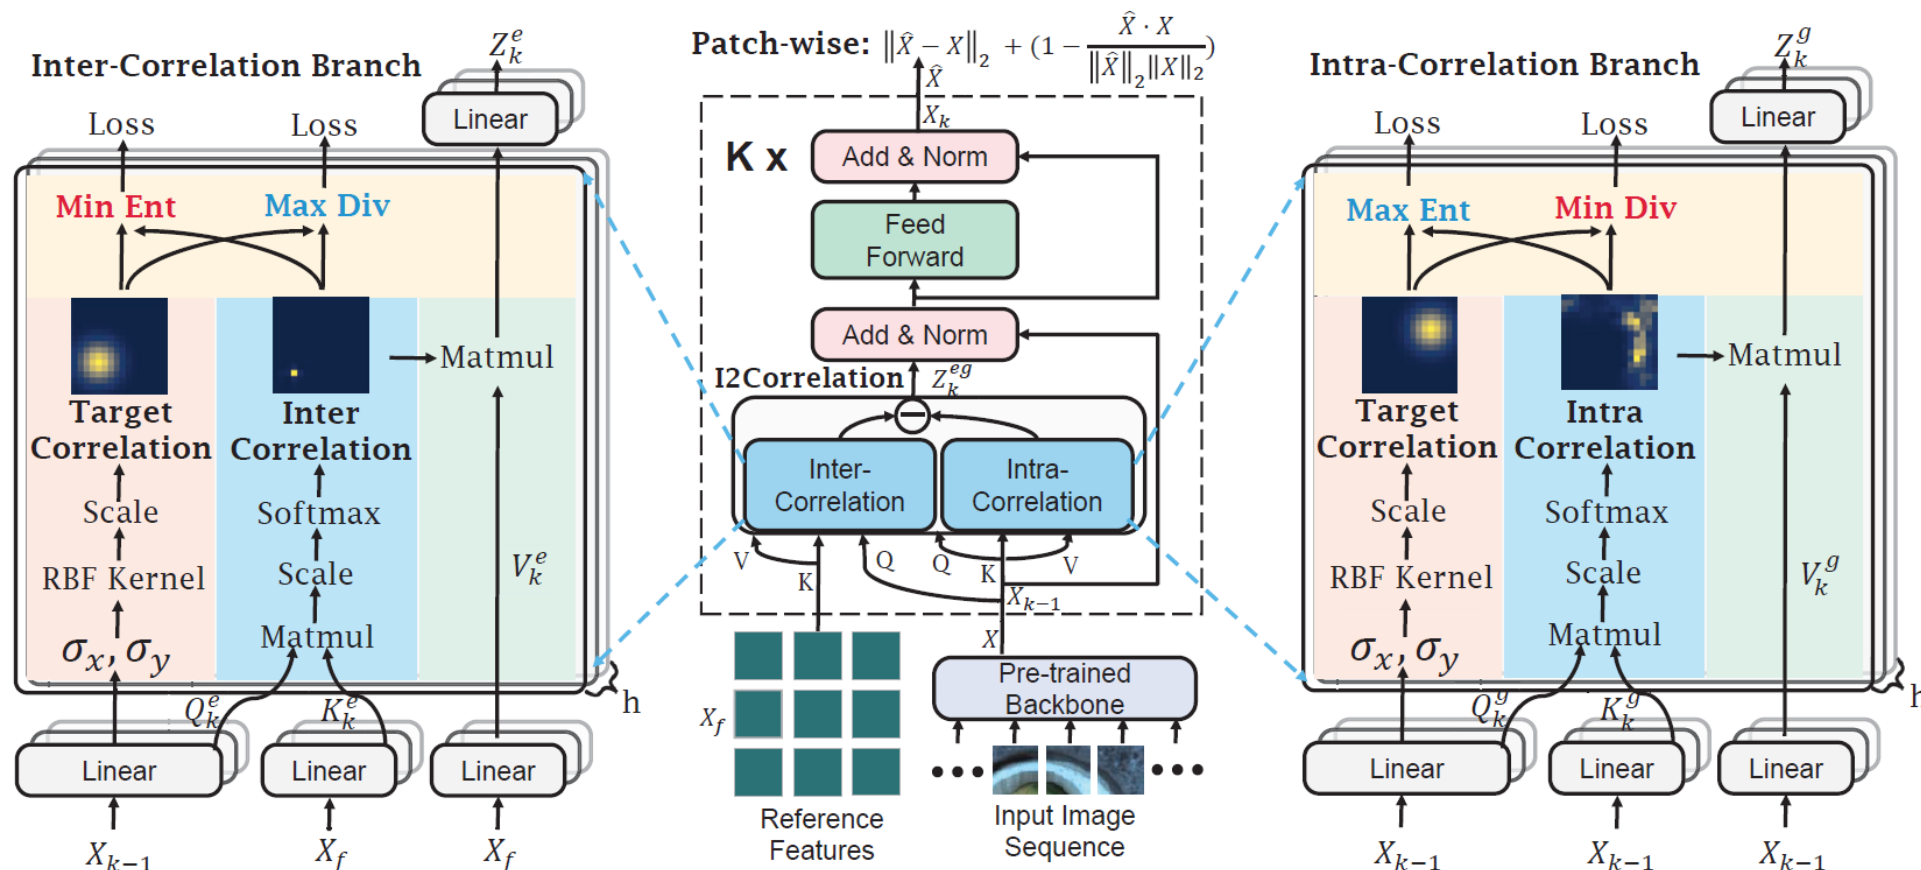 Inter-Correlation Branch
Z_k^e
Linear
Loss
Loss
Min Ent
Max Div
Matmul
Target
Correlation
Inter
Correlation
Scale
Softmax
RBF Kernel
Scale
V_k^e
σ_x, σ_y
Matmul
Q_k^e
K_k^e
h
Linear
Linear
Linear
X_{k-1}
X_f
X_f
Patch-wise: ‖X̂ − X‖_2 + (1 − X̂ · X / ‖X̂‖_2‖X‖_2)
X̂
X_k
K x
Add & Norm
Feed
Forward
Add & Norm
I2Correlation
Z_k^{eg}
Inter-
Correlation
Intra-
Correlation
V
K
Q
Q
K
V
X_{k-1}
X
Pre-trained
Backbone
X_f
Reference
Features
Input Image
Sequence
Intra-Correlation Branch
Z_k^g
Linear
Loss
Loss
Max Ent
Min Div
Matmul
Target
Correlation
Intra
Correlation
Scale
Softmax
RBF Kernel
Scale
V_k^g
σ_x, σ_y
Matmul
Q_k^g
K_k^g
h
Linear
Linear
Linear
X_{k-1}
X_{k-1}
X_{k-1}